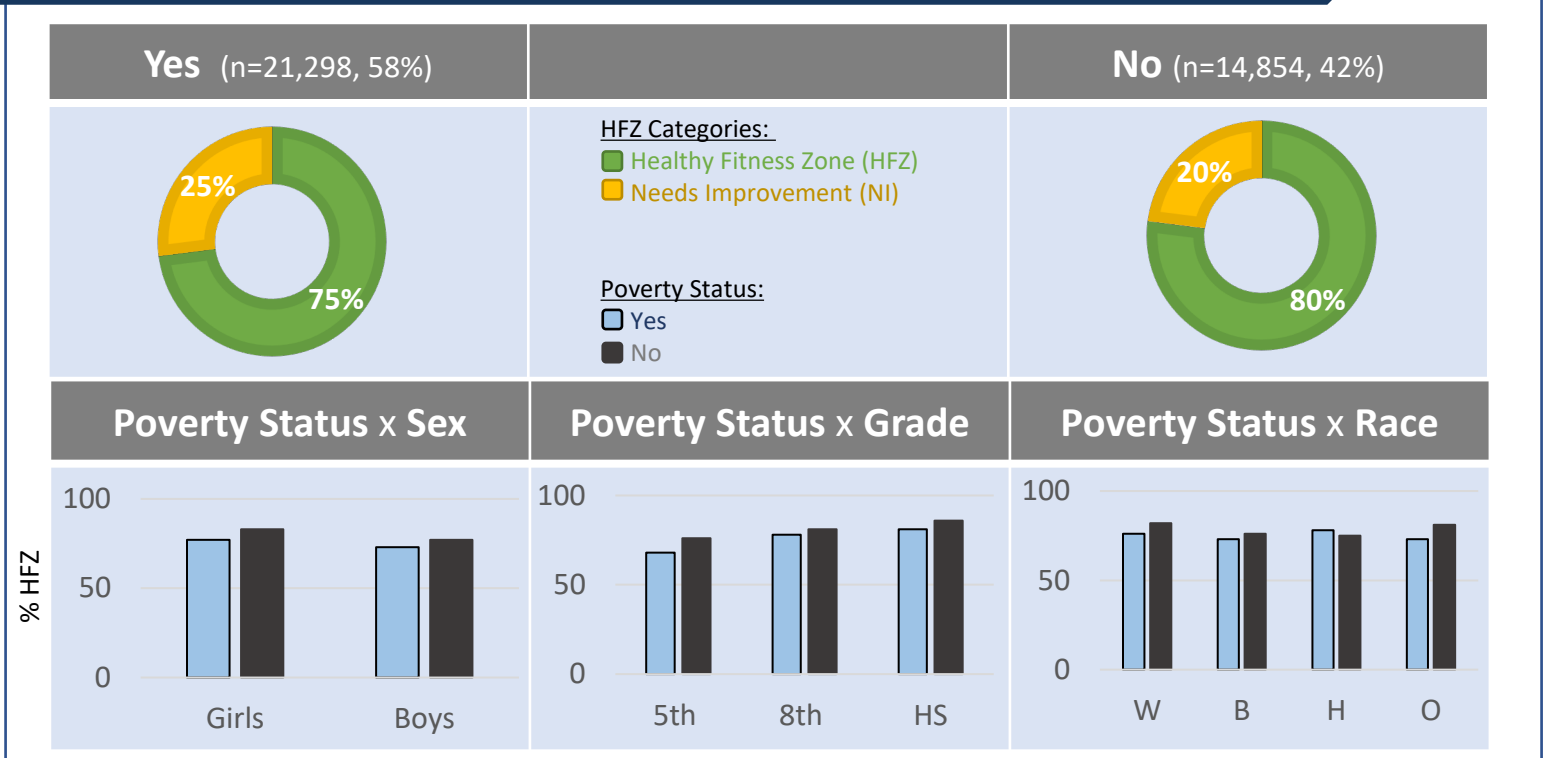 Yes (n=21,298, 58%)
No (n=14,854, 42%)
25%
75%
HFZ Categories:
Healthy Fitness Zone (HFZ)
Needs Improvement (NI)
Poverty Status:
Yes
No
20%
80%
Poverty Status x Sex
Poverty Status x Grade
Poverty Status x Race
% HFZ
100
50
0
Girls Boys
100
50
0
5th 8th HS
100
50
0
W B H O